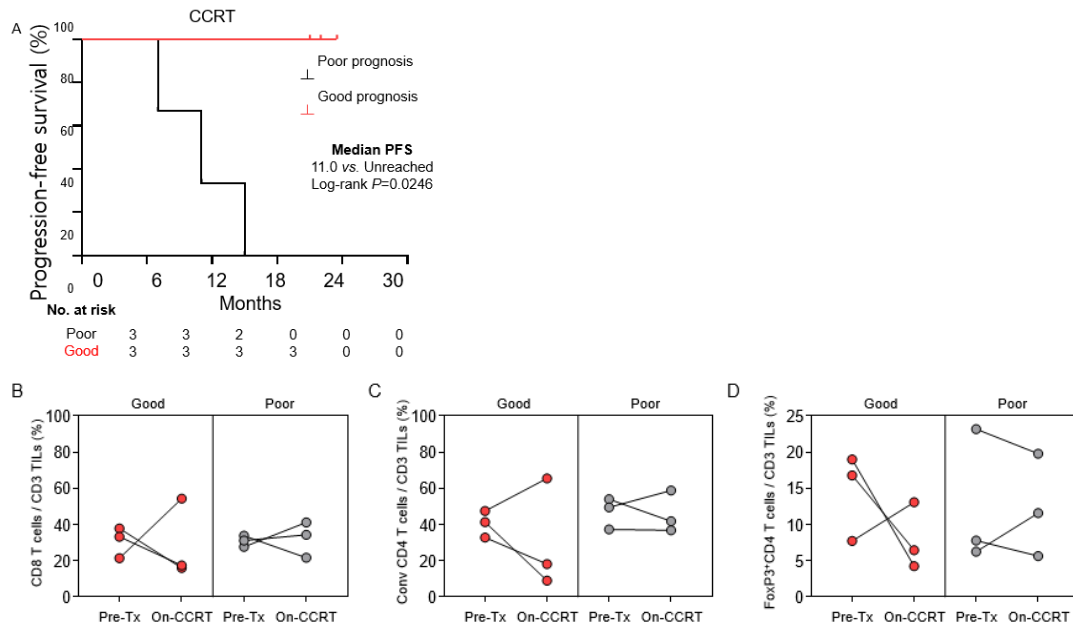 A
CCRT
Progression-free survival (%)
100
80
60
40
20
0
Poor prognosis
Good prognosis
Median PFS
11.0 vs. Unreached
Log-rank P=0.0246
0 6 12 18 24 30
Months
No. at risk
Poor 3 3 2 0 0 0
Good 3 3 3 3 0 0
B
Good Poor
CD8 T cells / CD3 TILs (%)
100
80
60
40
20
0
Pre-Tx On-CCRT Pre-Tx On-CCRT
C
Good Poor
Conv CD4 T cells / CD3 TILs (%)
100
80
60
40
20
0
Pre-Tx On-CCRT Pre-Tx On-CCRT
D
Good Poor
FoxP3⁺CD4 T cells / CD3 TILs (%)
25
20
15
10
5
0
Pre-Tx On-CCRT Pre-Tx On-CCRT